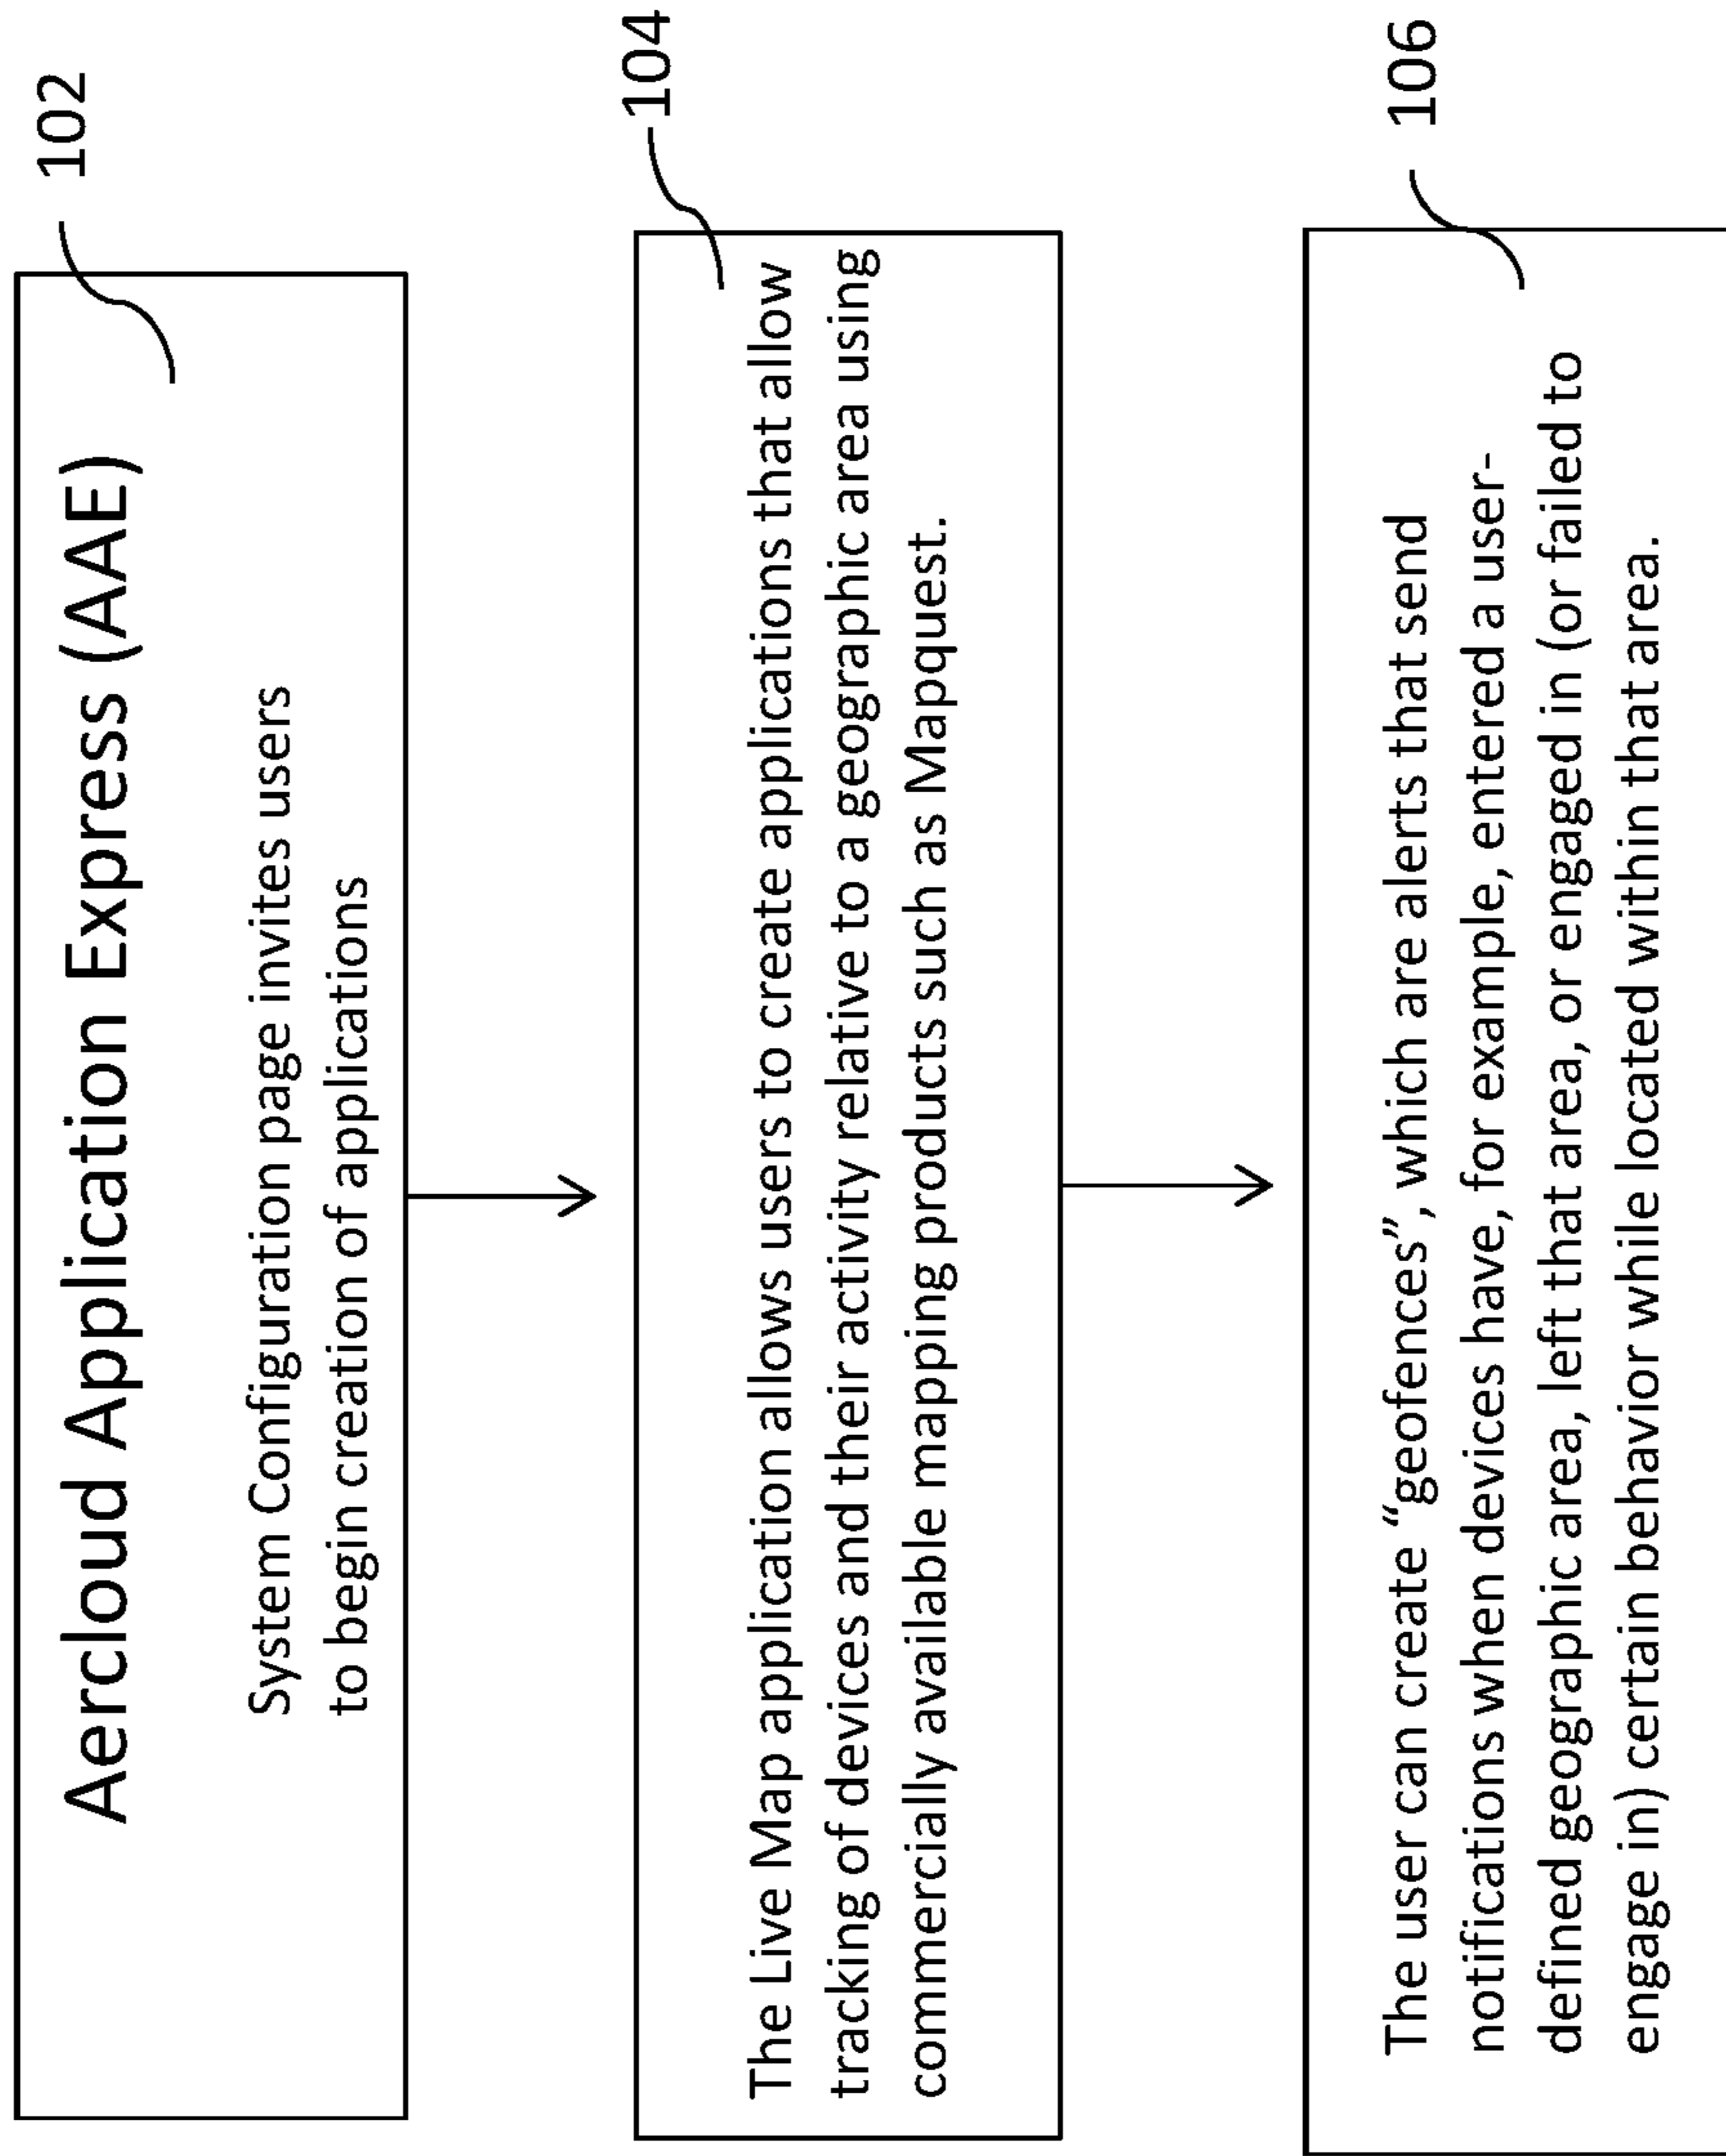 102
Aercloud Application Express (AAE)
System Configuration page invites users
to begin creation of applications
104
The Live Map application allows users to create applications that allow
tracking of devices and their activity relative to a geographic area using
commercially available mapping products such as Mapquest.
106
The user can create “geofences”, which are alerts that send
notifications when devices have, for example, entered a user-
defined geographic area, left that area, or engaged in (or failed to
engage in) certain behavior while located within that area.